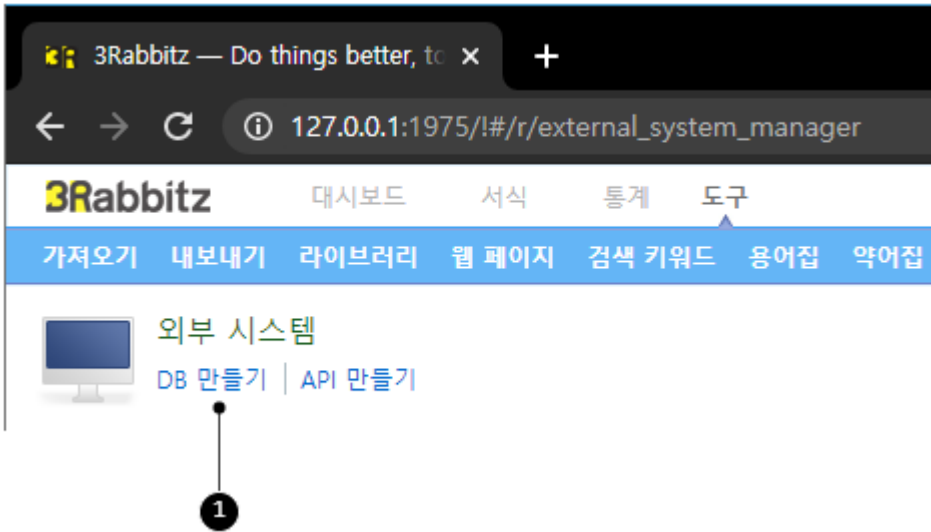 3Rabbitz — Do things better, to
127.0.0.1:1975/!#/r/external_system_manager
3Rabbitz 대시보드 서식 통계 도구
가져오기 내보내기 라이브러리 웹 페이지 검색 키워드 용어집 약어집
외부 시스템
DB 만들기 API 만들기
1